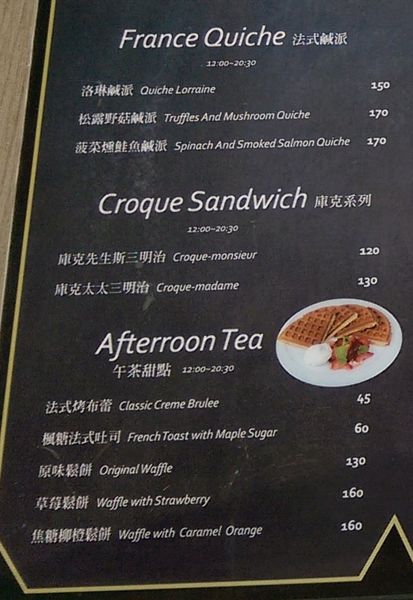 France Quiche 法式鹹派
12:00~20:30
洛琳鹹派 Quiche Lorraine 150
松露野菇鹹派 Truffles And Mushroom Quiche 170
菠菜燻鮭魚鹹派 Spinach And Smoked Salmon Quiche 170
Croque Sandwich 庫克系列
12:00~20:30
庫克先生斯三明治 Croque-monsieur 120
庫克太太三明治 Croque-madame 130
Afterroon Tea
午茶甜點 12:00~20:30
法式烤布蕾 Classic Creme Brulee 45
楓糖法式吐司 French Toast with Maple Sugar 60
原味鬆餅 Original Waffle 130
草莓鬆餅 Waffle with Strawberry 160
焦糖柳橙鬆餅 Waffle with Caramel Orange 160